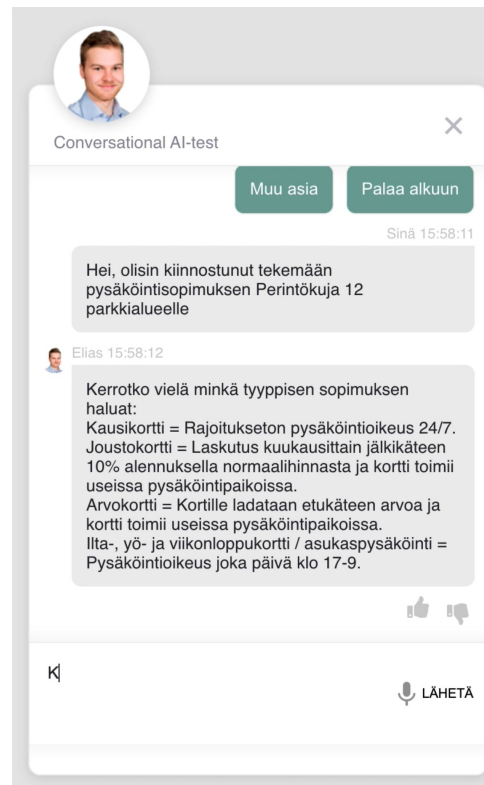 Conversational AI-test
Muu asia
Palaa alkuun
Sinä 15:58:11
Hei, olisin kiinnostunut tekemään
pysäköintisopimuksen Perintökuja 12
parkkialueelle
Elias 15:58:12
Kerrotko vielä minkä tyyppisen sopimuksen
haluat:
Kausikortti = Rajoitukseton pysäköintioikeus 24/7.
Joustokortti = Laskutus kuukausittain jälkikäteen
10% alennuksella normaalihinnasta ja kortti toimii
useissa pysäköintipaikoissa.
Arvokortti = Kortille ladataan etukäteen arvoa ja
kortti toimii useissa pysäköintipaikoissa.
Ilta-, yö- ja viikonloppukortti / asukaspysäköinti =
Pysäköintioikeus joka päivä klo 17-9.
K
LÄHETÄ